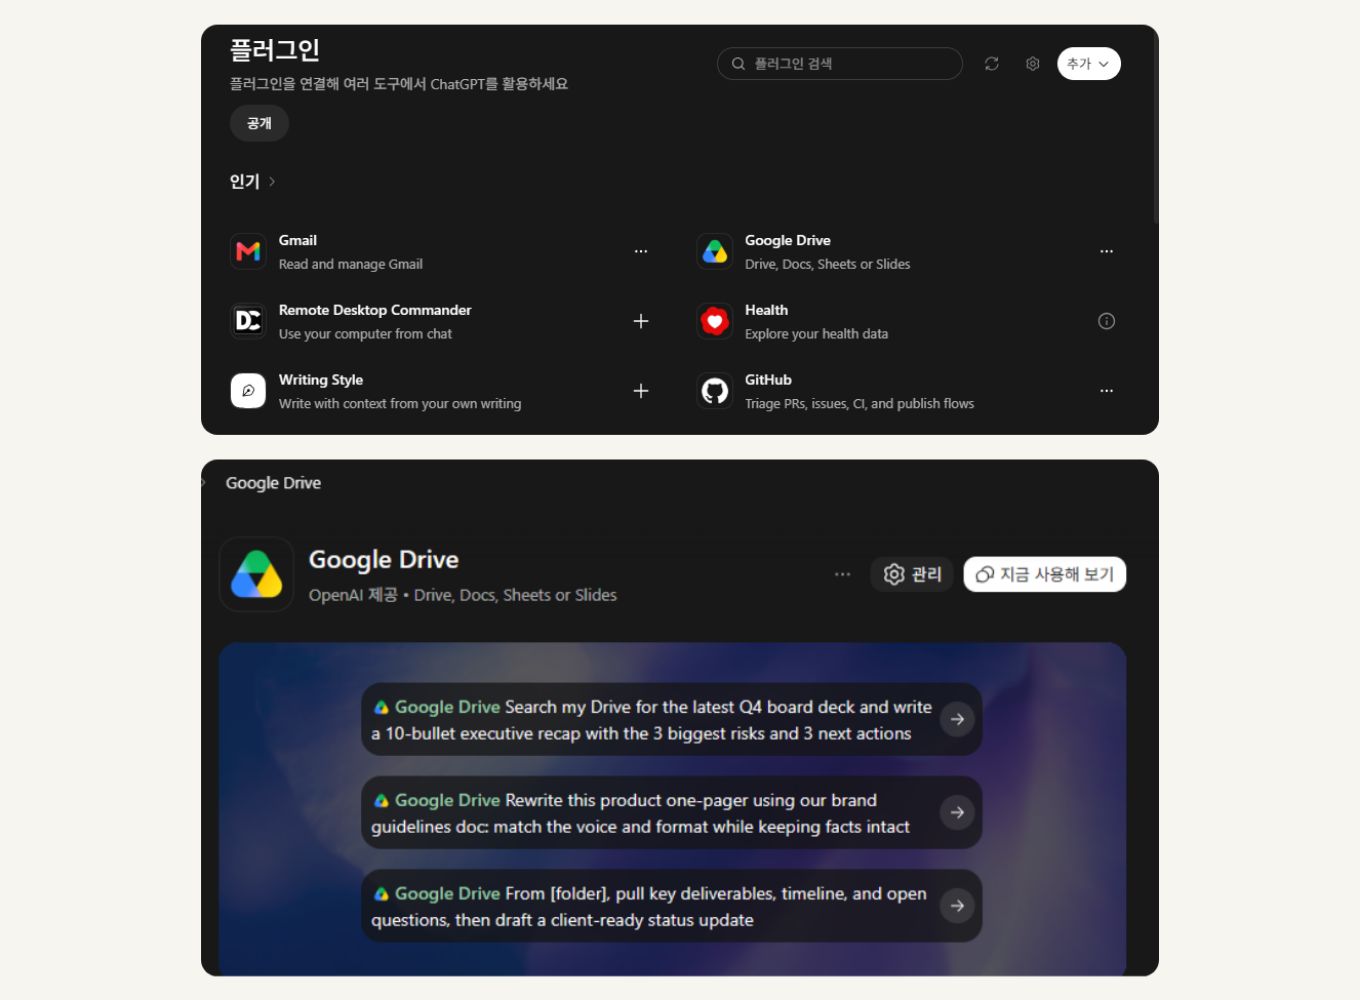 플러그인
플러그인을 연결해 여러 도구에서 ChatGPT를 활용하세요
플러그인 검색
추가
공개
인기
Gmail
Read and manage Gmail
Google Drive
Drive, Docs, Sheets or Slides
Remote Desktop Commander
Use your computer from chat
Health
Explore your health data
Writing Style
Write with context from your own writing
GitHub
Triage PRs, issues, CI, and publish flows
Google Drive
Google Drive
OpenAI 제공 • Drive, Docs, Sheets or Slides
관리
지금 사용해 보기
Google Drive Search my Drive for the latest Q4 board deck and write
a 10-bullet executive recap with the 3 biggest risks and 3 next actions
Google Drive Rewrite this product one-pager using our brand
guidelines doc: match the voice and format while keeping facts intact
Google Drive From [folder], pull key deliverables, timeline, and open
questions, then draft a client-ready status update